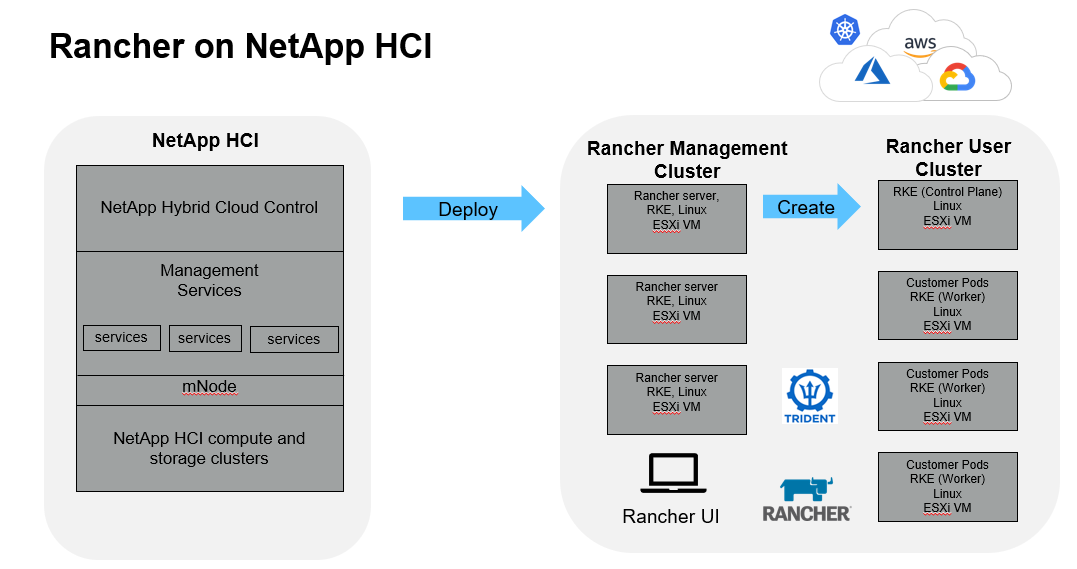 Rancher on NetApp HCI
aws
NetApp HCI
NetApp Hybrid Cloud Control
Management
Services
services
services
services
mNode
NetApp HCI compute and
storage clusters
Deploy
Rancher Management
Cluster
Rancher server,
RKE, Linux
ESXi VM
Rancher server
RKE, Linux
ESXi VM
Rancher server
RKE, Linux
ESXi VM
Rancher UI
Create
TRIDENT
RANCHER
Rancher User
Cluster
RKE (Control Plane)
Linux
ESXi VM
Customer Pods
RKE (Worker)
Linux
ESXi VM
Customer Pods
RKE (Worker)
Linux
ESXi VM
Customer Pods
RKE (Worker)
Linux
ESXi VM